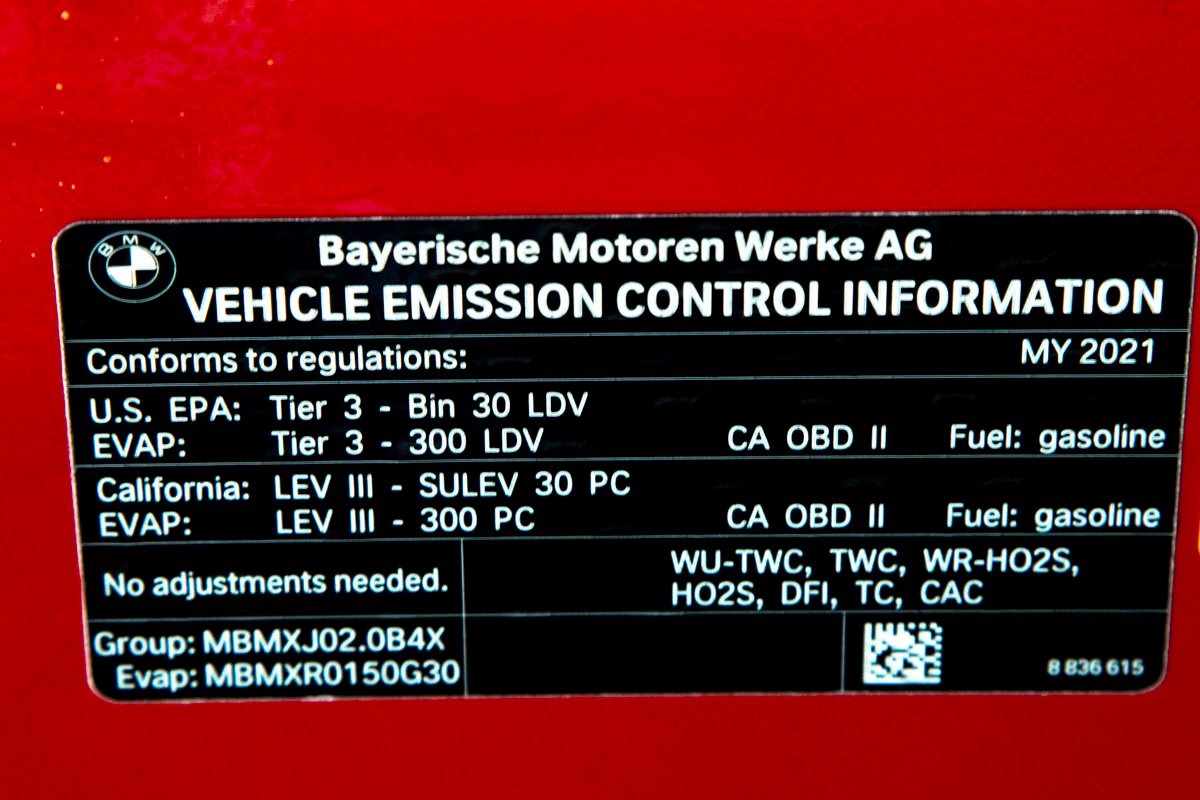 BMW
Bayerische Motoren Werke AG
VEHICLE EMISSION CONTROL INFORMATION
Conforms to regulations: MY 2021
U.S. EPA: Tier 3 - Bin 30 LDV
EVAP: Tier 3 - 300 LDV CA OBD II Fuel: gasoline
California: LEV III - SULEV 30 PC
EVAP: LEV III - 300 PC CA OBD II Fuel: gasoline
No adjustments needed.
WU-TWC, TWC, WR-HO2S,
HO2S, DFI, TC, CAC
Group: MBMXJ02.0B4X
Evap: MBMXR0150G30
8 836 615